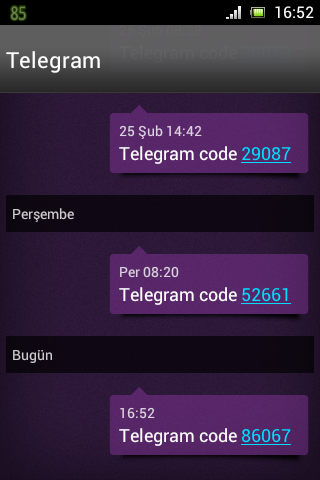 85
16:52
Telegram
25 Şub 14:42
Telegram code 29087
Perşembe
Per 08:20
Telegram code 52661
Bugün
16:52
Telegram code 86067